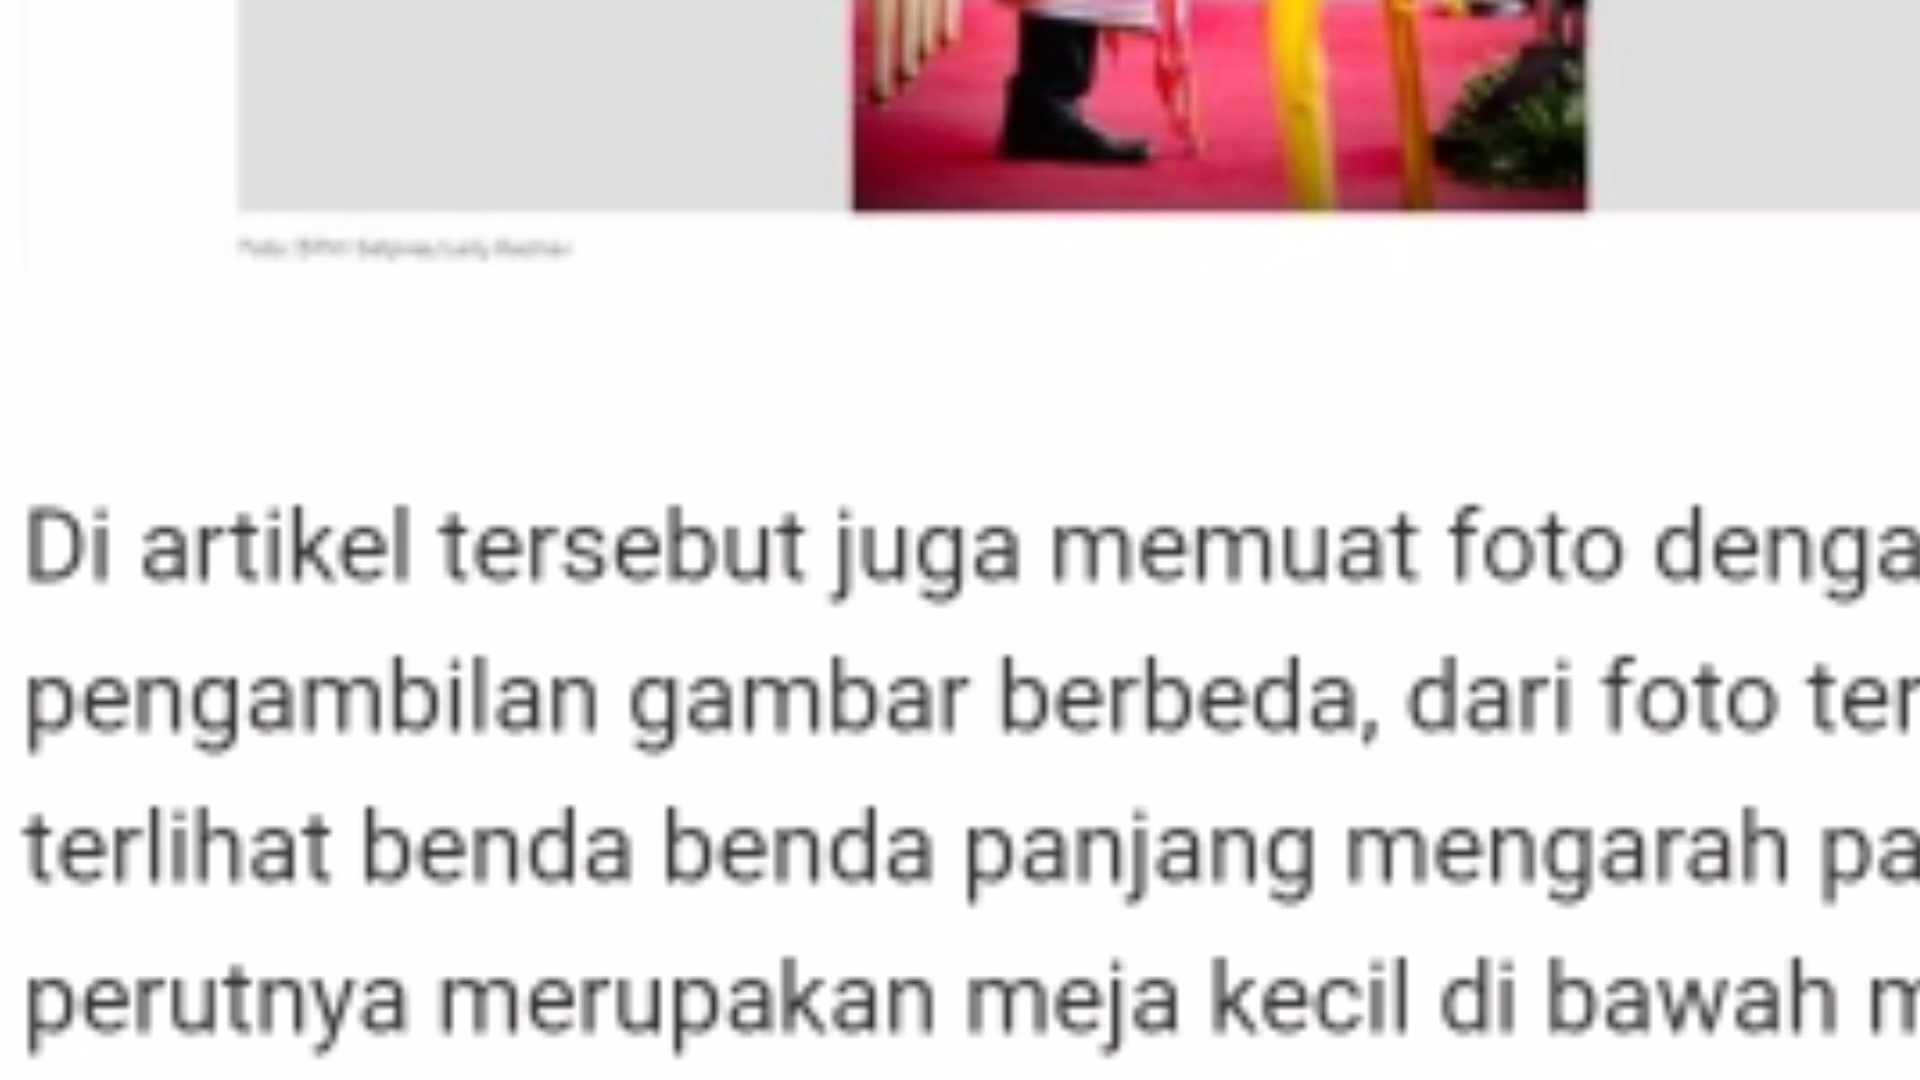 Di artikel tersebut juga memuat foto denga
pengambilan gambar berbeda, dari foto ter
terlihat benda benda panjang mengarah pa
perutnya merupakan meja kecil di bawah m